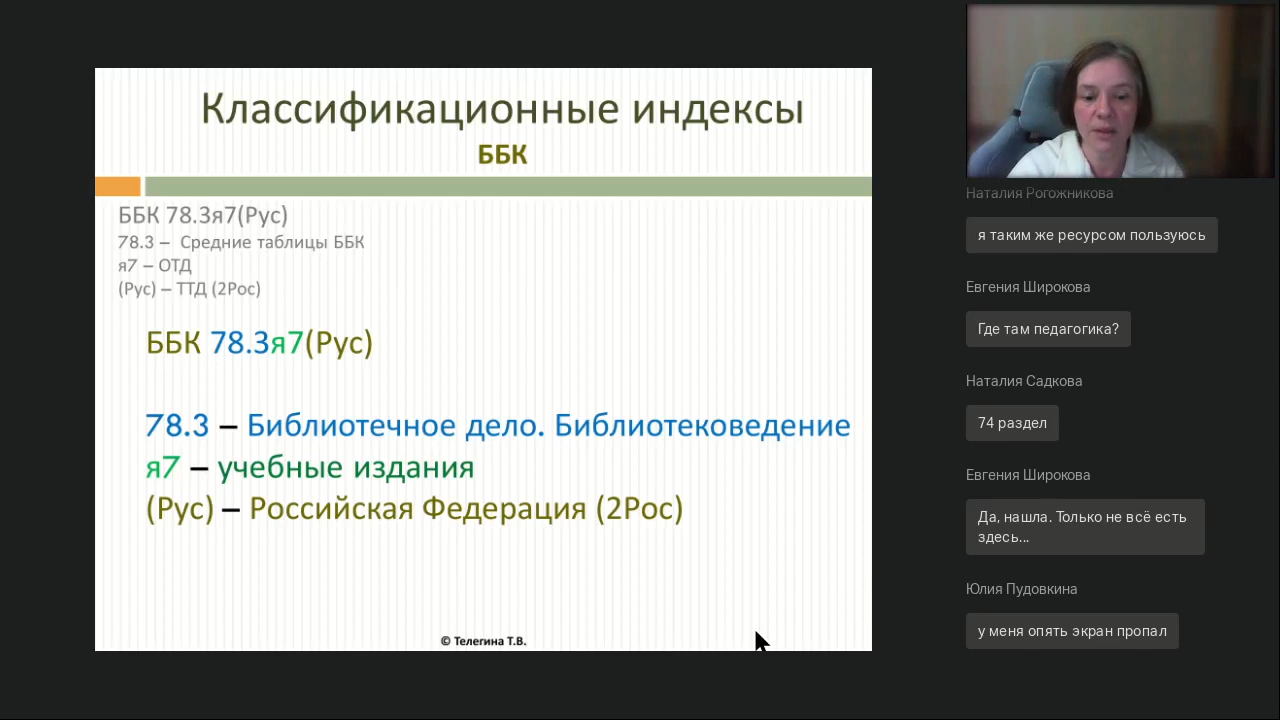 Классификационные индексы
ББК
ББК 78.3я7(Рус)
78.3 – Средние таблицы ББК
я7 – ОТД
(Рус) – ТТД (2Рос)
ББК 78.3я7(Рус)
78.3 – Библиотечное дело. Библиотековедение
я7 – учебные издания
(Рус) – Российская Федерация (2Рос)
© Телегина Т.В.
Наталия Рогожникова
я таким же ресурсом пользуюсь
Евгения Широкова
Где там педагогика?
Наталия Садкова
74 раздел
Евгения Широкова
Да, нашла. Только не всё есть
здесь...
Юлия Пудовкина
у меня опять экран пропал